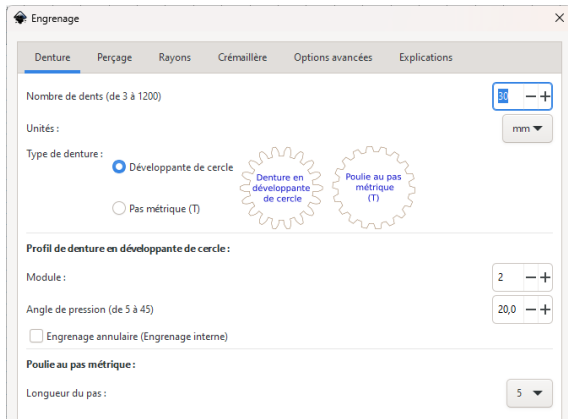 Engrenage
Denture Perçage Rayons Crémaillère Options avancées Explications
Nombre de dents (de 3 à 1200) 30
Unités : mm
Type de denture :
Développante de cercle
Denture en
développante
de cercle
Poulie au pas
métrique
(T)
Pas métrique (T)
Profil de denture en développante de cercle :
Module : 2
Angle de pression (de 5 à 45) 20,0
Engrenage annulaire (Engrenage interne)
Poulie au pas métrique :
Longueur du pas : 5